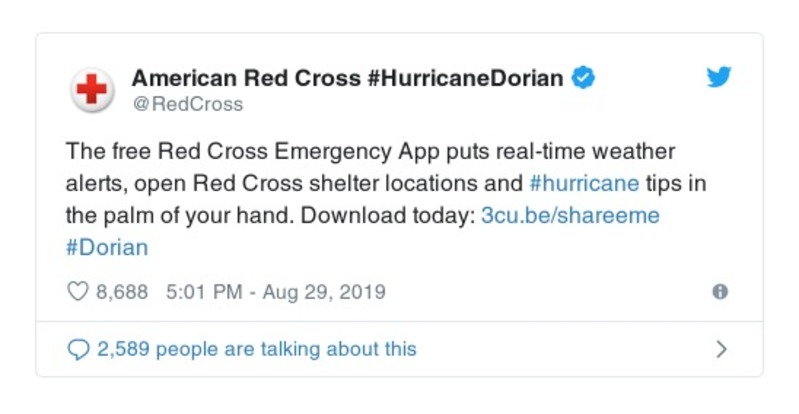 American Red Cross #HurricaneDorian
@RedCross
The free Red Cross Emergency App puts real-time weather
alerts, open Red Cross shelter locations and #hurricane tips in
the palm of your hand. Download today: 3cu.be/shareeme
#Dorian
8,688 5:01 PM - Aug 29, 2019
2,589 people are talking about this